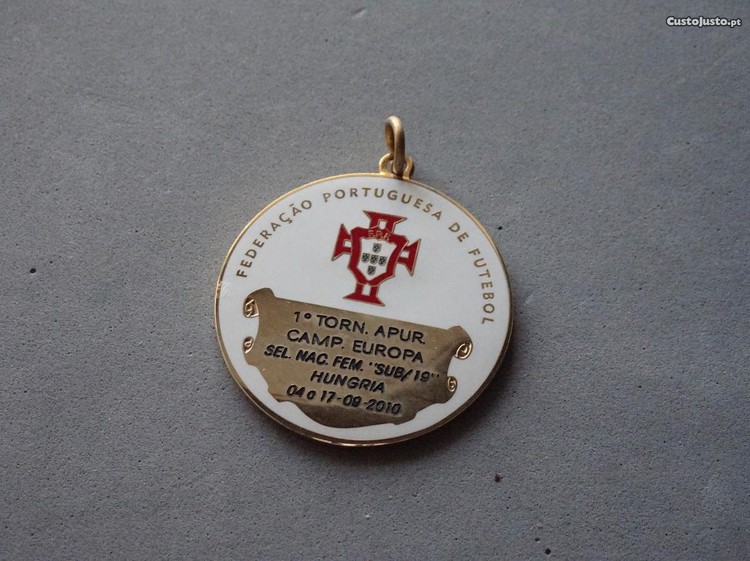 CustoJusto.pt
FEDERAÇÃO PORTUGUESA DE FUTEBOL
F.P.F.
1º TORN. APUR.
CAMP. EUROPA
SEL. NAC. FEM. "SUB/19"
HUNGRIA
04 a 17-09-2010